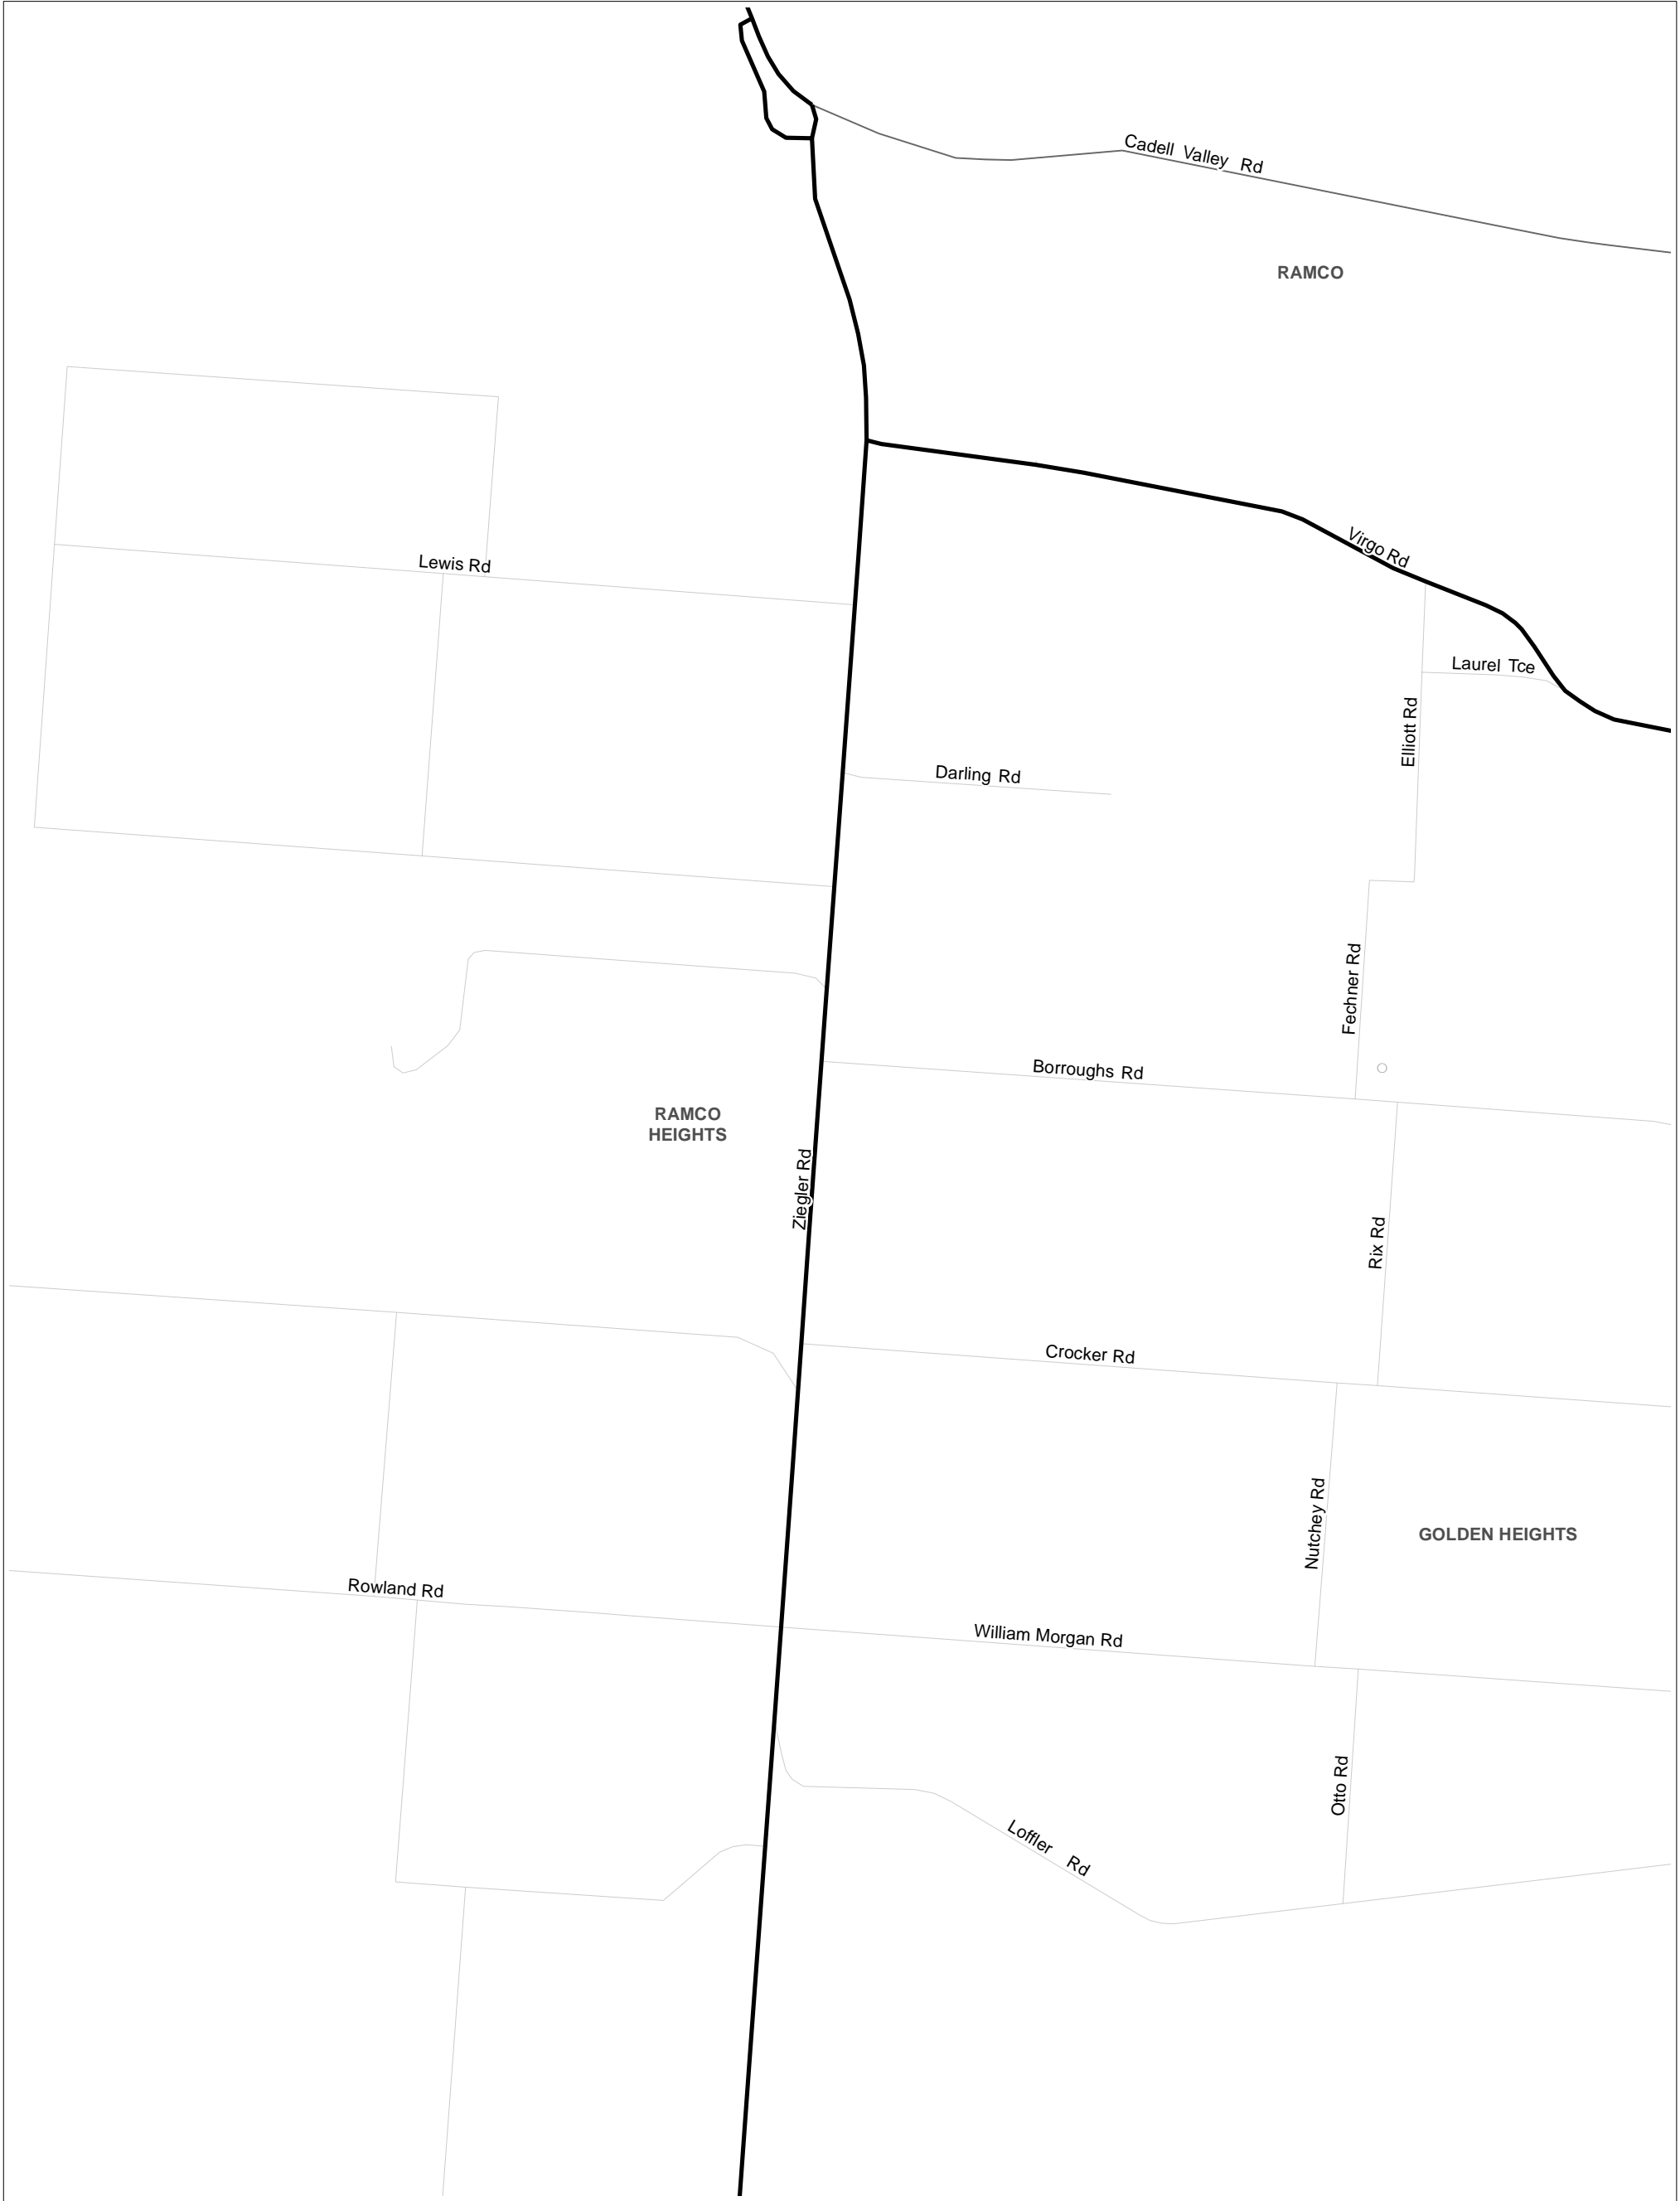 Cadell Valley Rd
RAMCO
Virgo Rd
Lewis Rd
Laurel Tce
Elliott Rd
Darling Rd
Fechner Rd
Borroughs Rd
RAMCO
HEIGHTS
Ziegler Rd
Rix Rd
Crocker Rd
Nutchey Rd
GOLDEN HEIGHTS
Rowland Rd
William Morgan Rd
Otto Rd
Loffler Rd